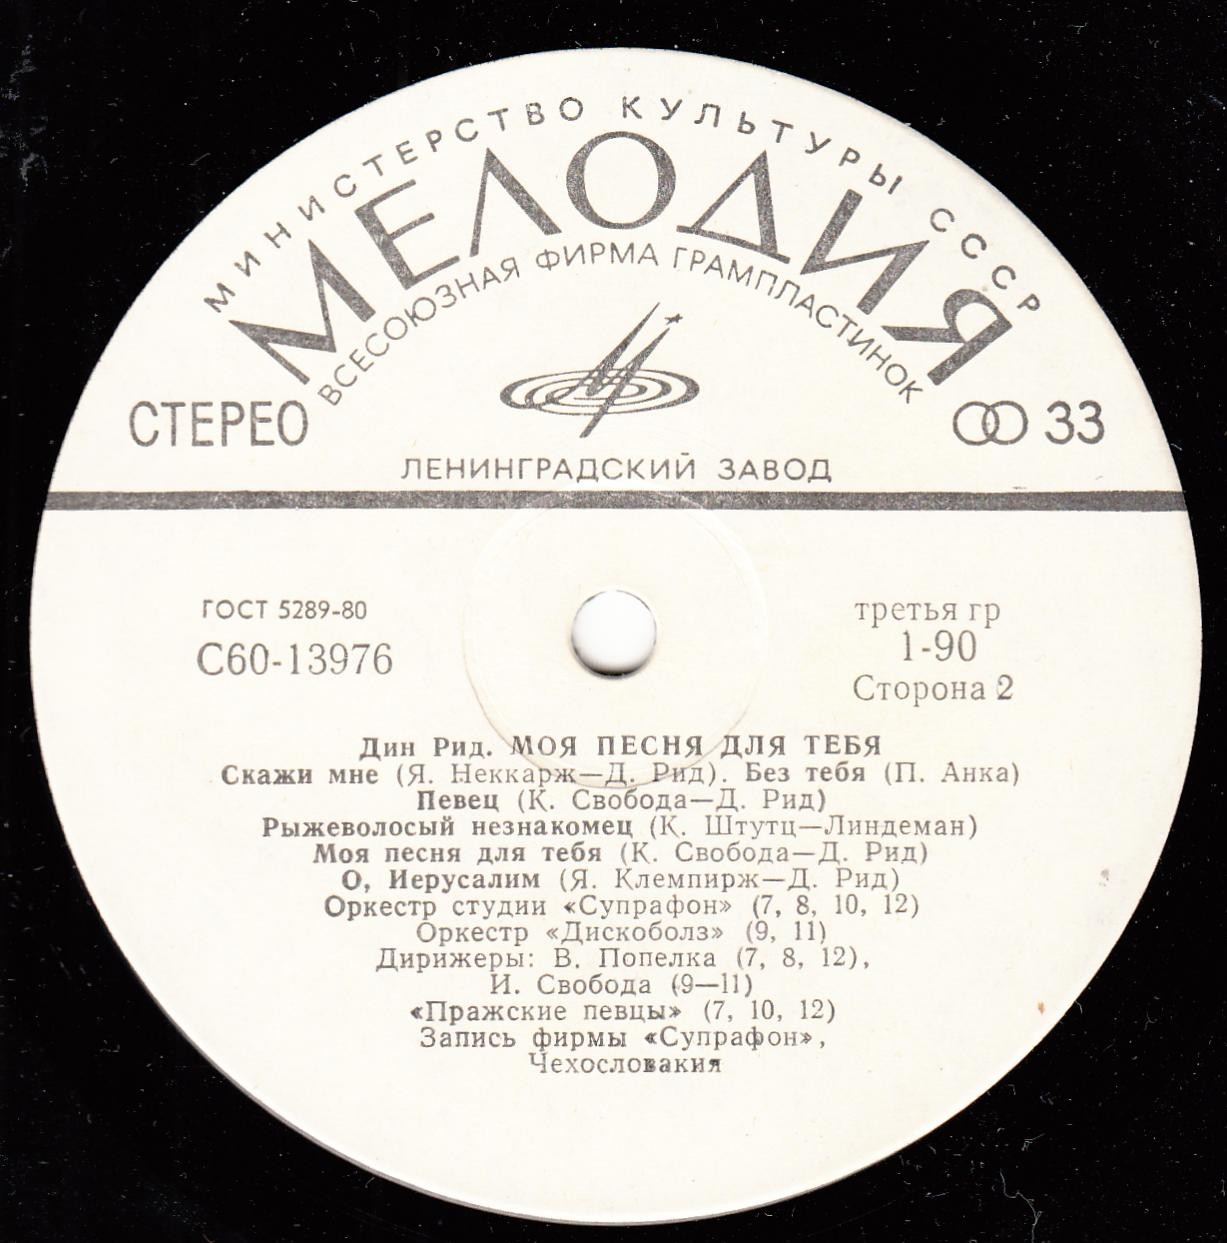 МИНИСТЕРСТВО КУЛЬТУРЫ СССР
МЕЛОДИЯ
ВСЕСОЮЗНАЯ ФИРМА ГРАМПЛАСТИНОК
СТЕРЕО
33
ЛЕНИНГРАДСКИЙ ЗАВОД
ГОСТ 5289-80
С60-13976
третья гр
1-90
Сторона 2
Дин Рид. МОЯ ПЕСНЯ ДЛЯ ТЕБЯ
Скажи мне (Я. Неккарж—Д. Рид). Без тебя (П. Анка)
Певец (К. Свобода—Д. Рид)
Рыжеволосый незнакомец (К. Штутц—Линдеман)
Моя песня для тебя (К. Свобода—Д. Рид)
О, Иерусалим (Я. Клемпирж—Д. Рид)
Оркестр студии «Супрафон» (7, 8, 10, 12)
Оркестр «Дискоболз» (9, 11)
Дирижеры: В. Попелка (7, 8, 12),
И. Свобода (9—11)
«Пражские певцы» (7, 10, 12)
Запись фирмы «Супрафон»,
Чехословакия